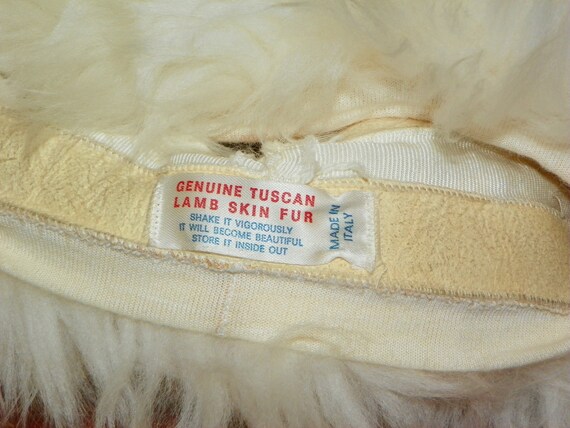 GENUINE TUSCAN
LAMB SKIN FUR
SHAKE IT VIGOROUSLY
IT WILL BECOME BEAUTIFUL
STORE IT INSIDE OUT
MADE IN
ITALY